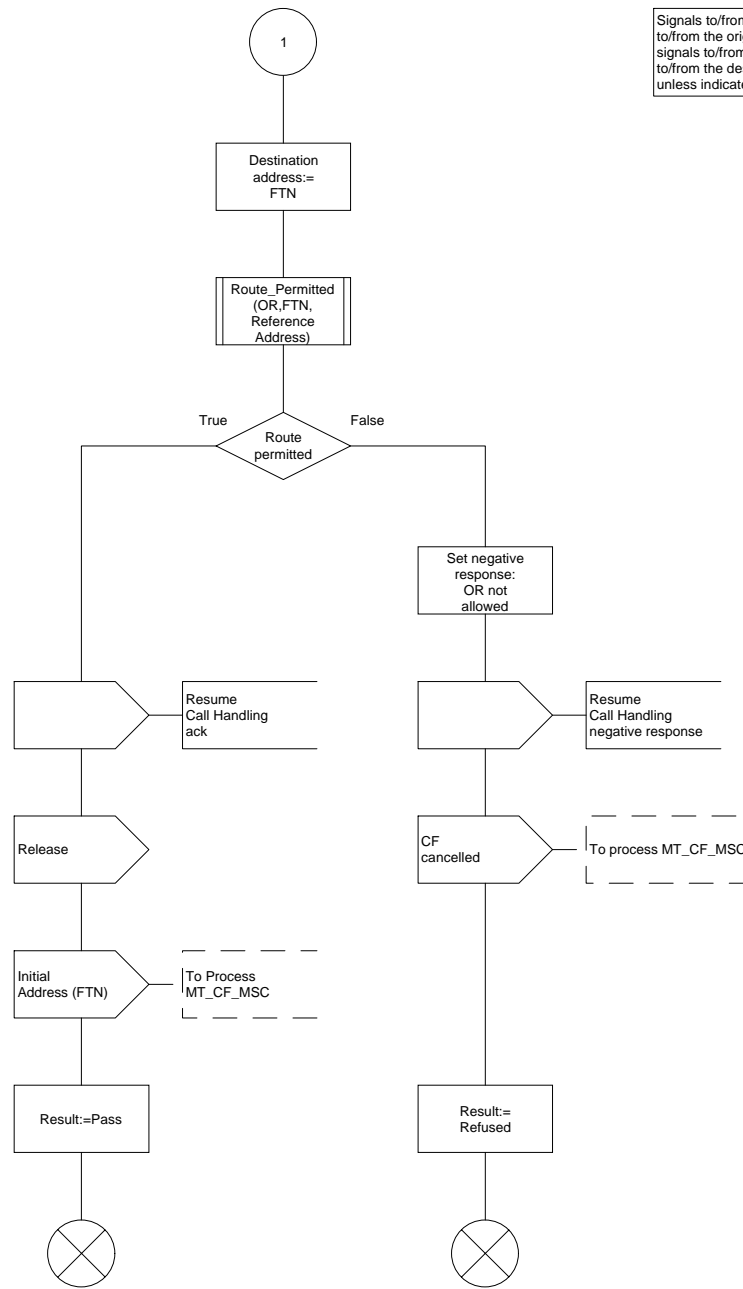 1
Signals to/from
to/from the
signals to/from
to/from the
unless
Destination
address:=
FTN
Route_Permitted
(OR,FTN,
Reference
Address)
True
False
Route
permitted
Set negative
response:
OR not
allowed
Resume
Call Handling
ack
Resume
Call Handling
negative response
Release
CF
cancelled
To process MT_CF_MSC
Initial
Address (FTN)
To Process
MT_CF_MSC
Result:=Pass
Result:=
Refused